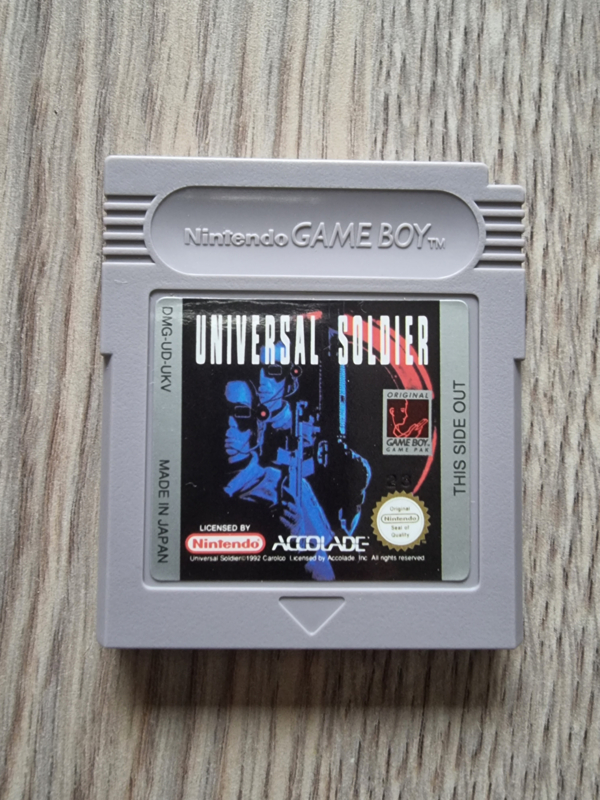 Nintendo GAME BOY TM
UNIVERSAL SOLDIER
DMG-UD-UKV
MADE IN JAPAN
THIS SIDE OUT
ORIGINAL
GAME BOY
GAME PAK
Original
Nintendo
Seal of
Quality
LICENSED BY
Nintendo ACCOLADE
Universal Soldier©1992 Carolco Licensed by Accolade, Inc. All rights reserved.